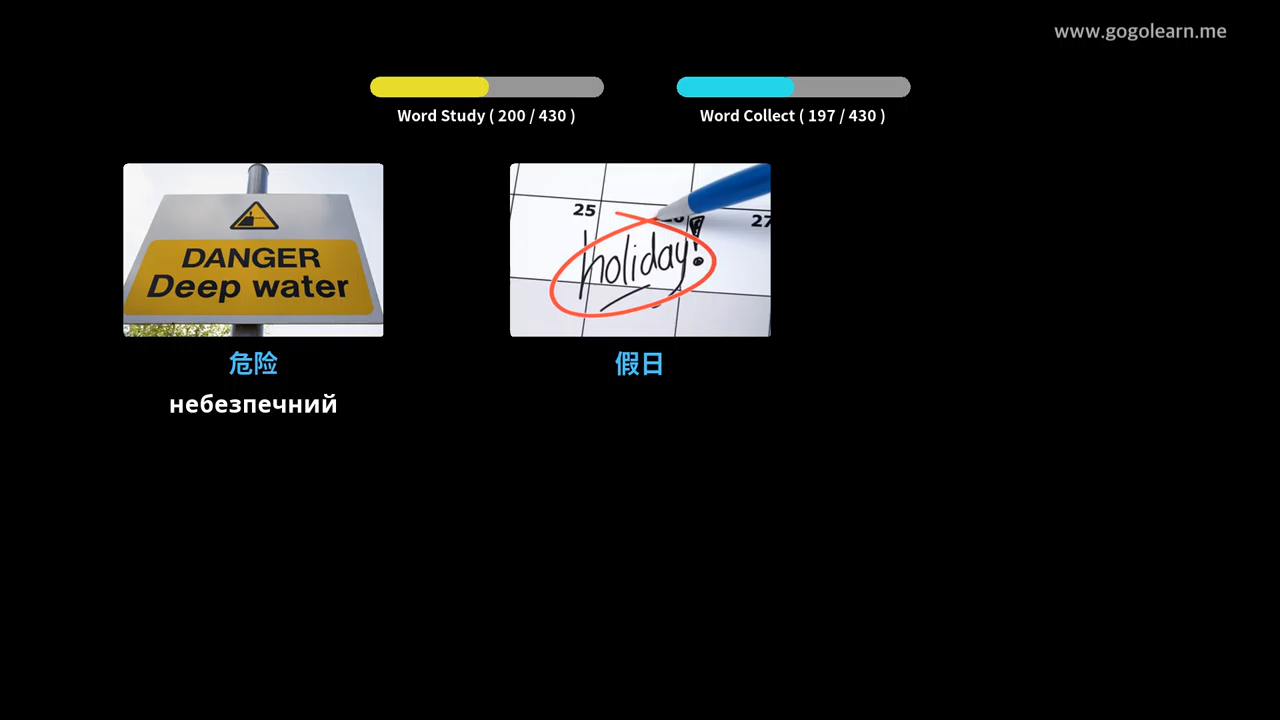 www.gogolearn.me
Word Study ( 200 / 430 )
Word Collect ( 197 / 430 )
DANGER
Deep water
25
27
holiday!
危险
假日
небезпечний